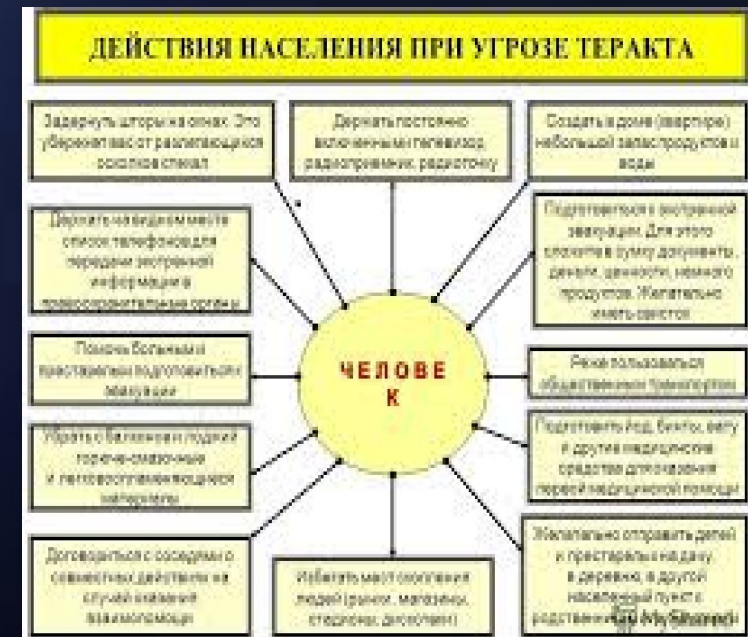 ДЕЙСТВИЯ НАСЕЛЕНИЯ ПРИ УГРОЗЕ ТЕРАКТА
Задернуть шторы на окнах. Это
убережет вас от разлетающихся
осколков стекол
Держать постоянно
включенными телевизор,
радиоприемник, радиоточку
Создать в доме (квартире)
небольшой запас продуктов и
воды
Держать на видном месте
список телефонов для
передачи экстренной
информации в
правоохранительные органы
Подготовиться к экстренной
эвакуации. Для этого
сложите в сумку документы,
деньги, ценности, немного
продуктов. Желательно
иметь свисток
Помочь больным и
престарелым подготовиться к
эвакуации
ЧЕЛОВЕ
К
Реже пользоваться
общественным транспортом
Убрать с балконов и лоджий
горюче-смазочные
и легковоспламеняющиеся
материалы
Подготовить йод, бинты, вату
и другие медицинские
средства для оказания
первой медицинской помощи
Договориться с соседями о
совместных действиях на
случай оказания
взаимопомощи
Избегать мест скопления
людей (рынки, магазины,
стадионы, дискотеки)
Желательно отправить детей
и престарелых на дачу,
в деревню, в другой
населенный пункт к
родственникам
MyShared